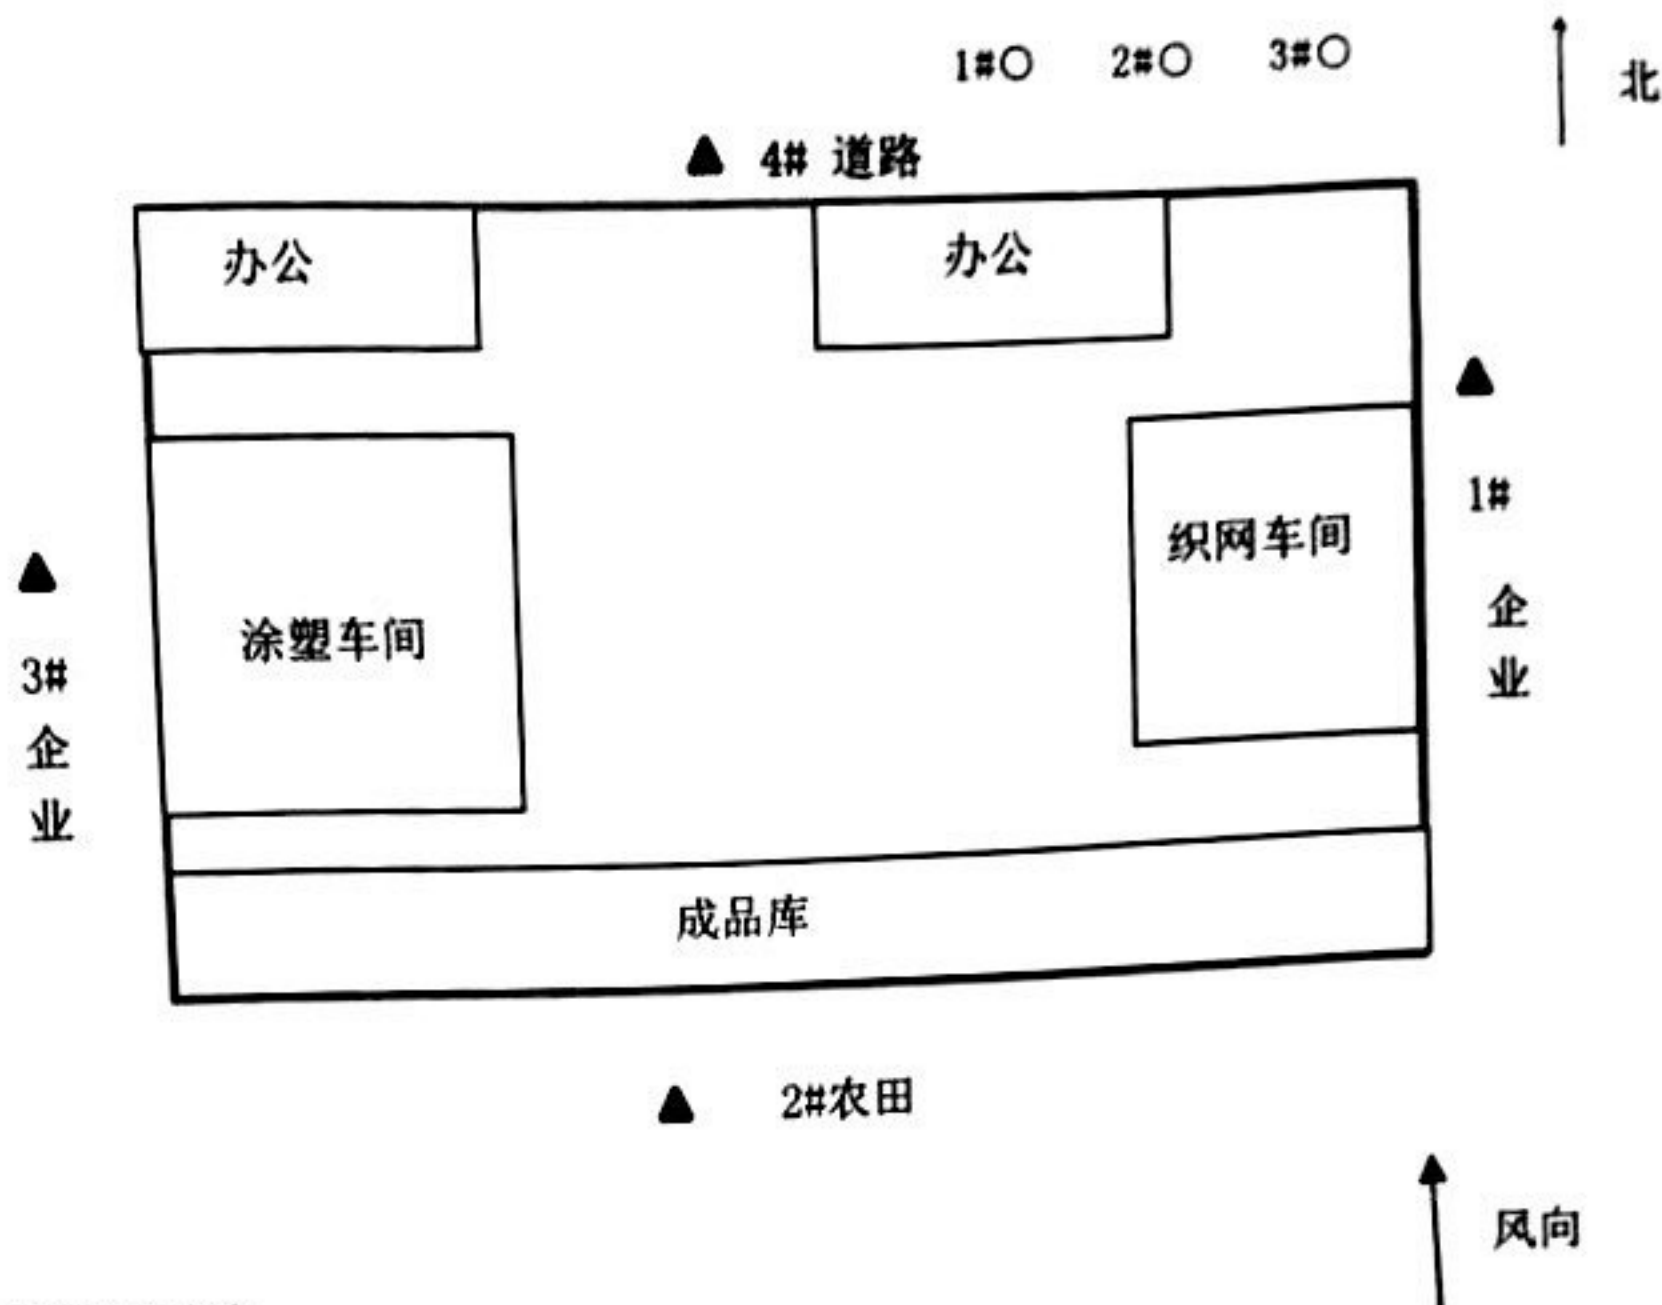 1#○ 2#○ 3#○
北
▲ 4# 道路
办公
办公
▲
1#
企
业
织网车间
▲
3#
企
业
涂塑车间
成品库
▲ 2#农田
风向